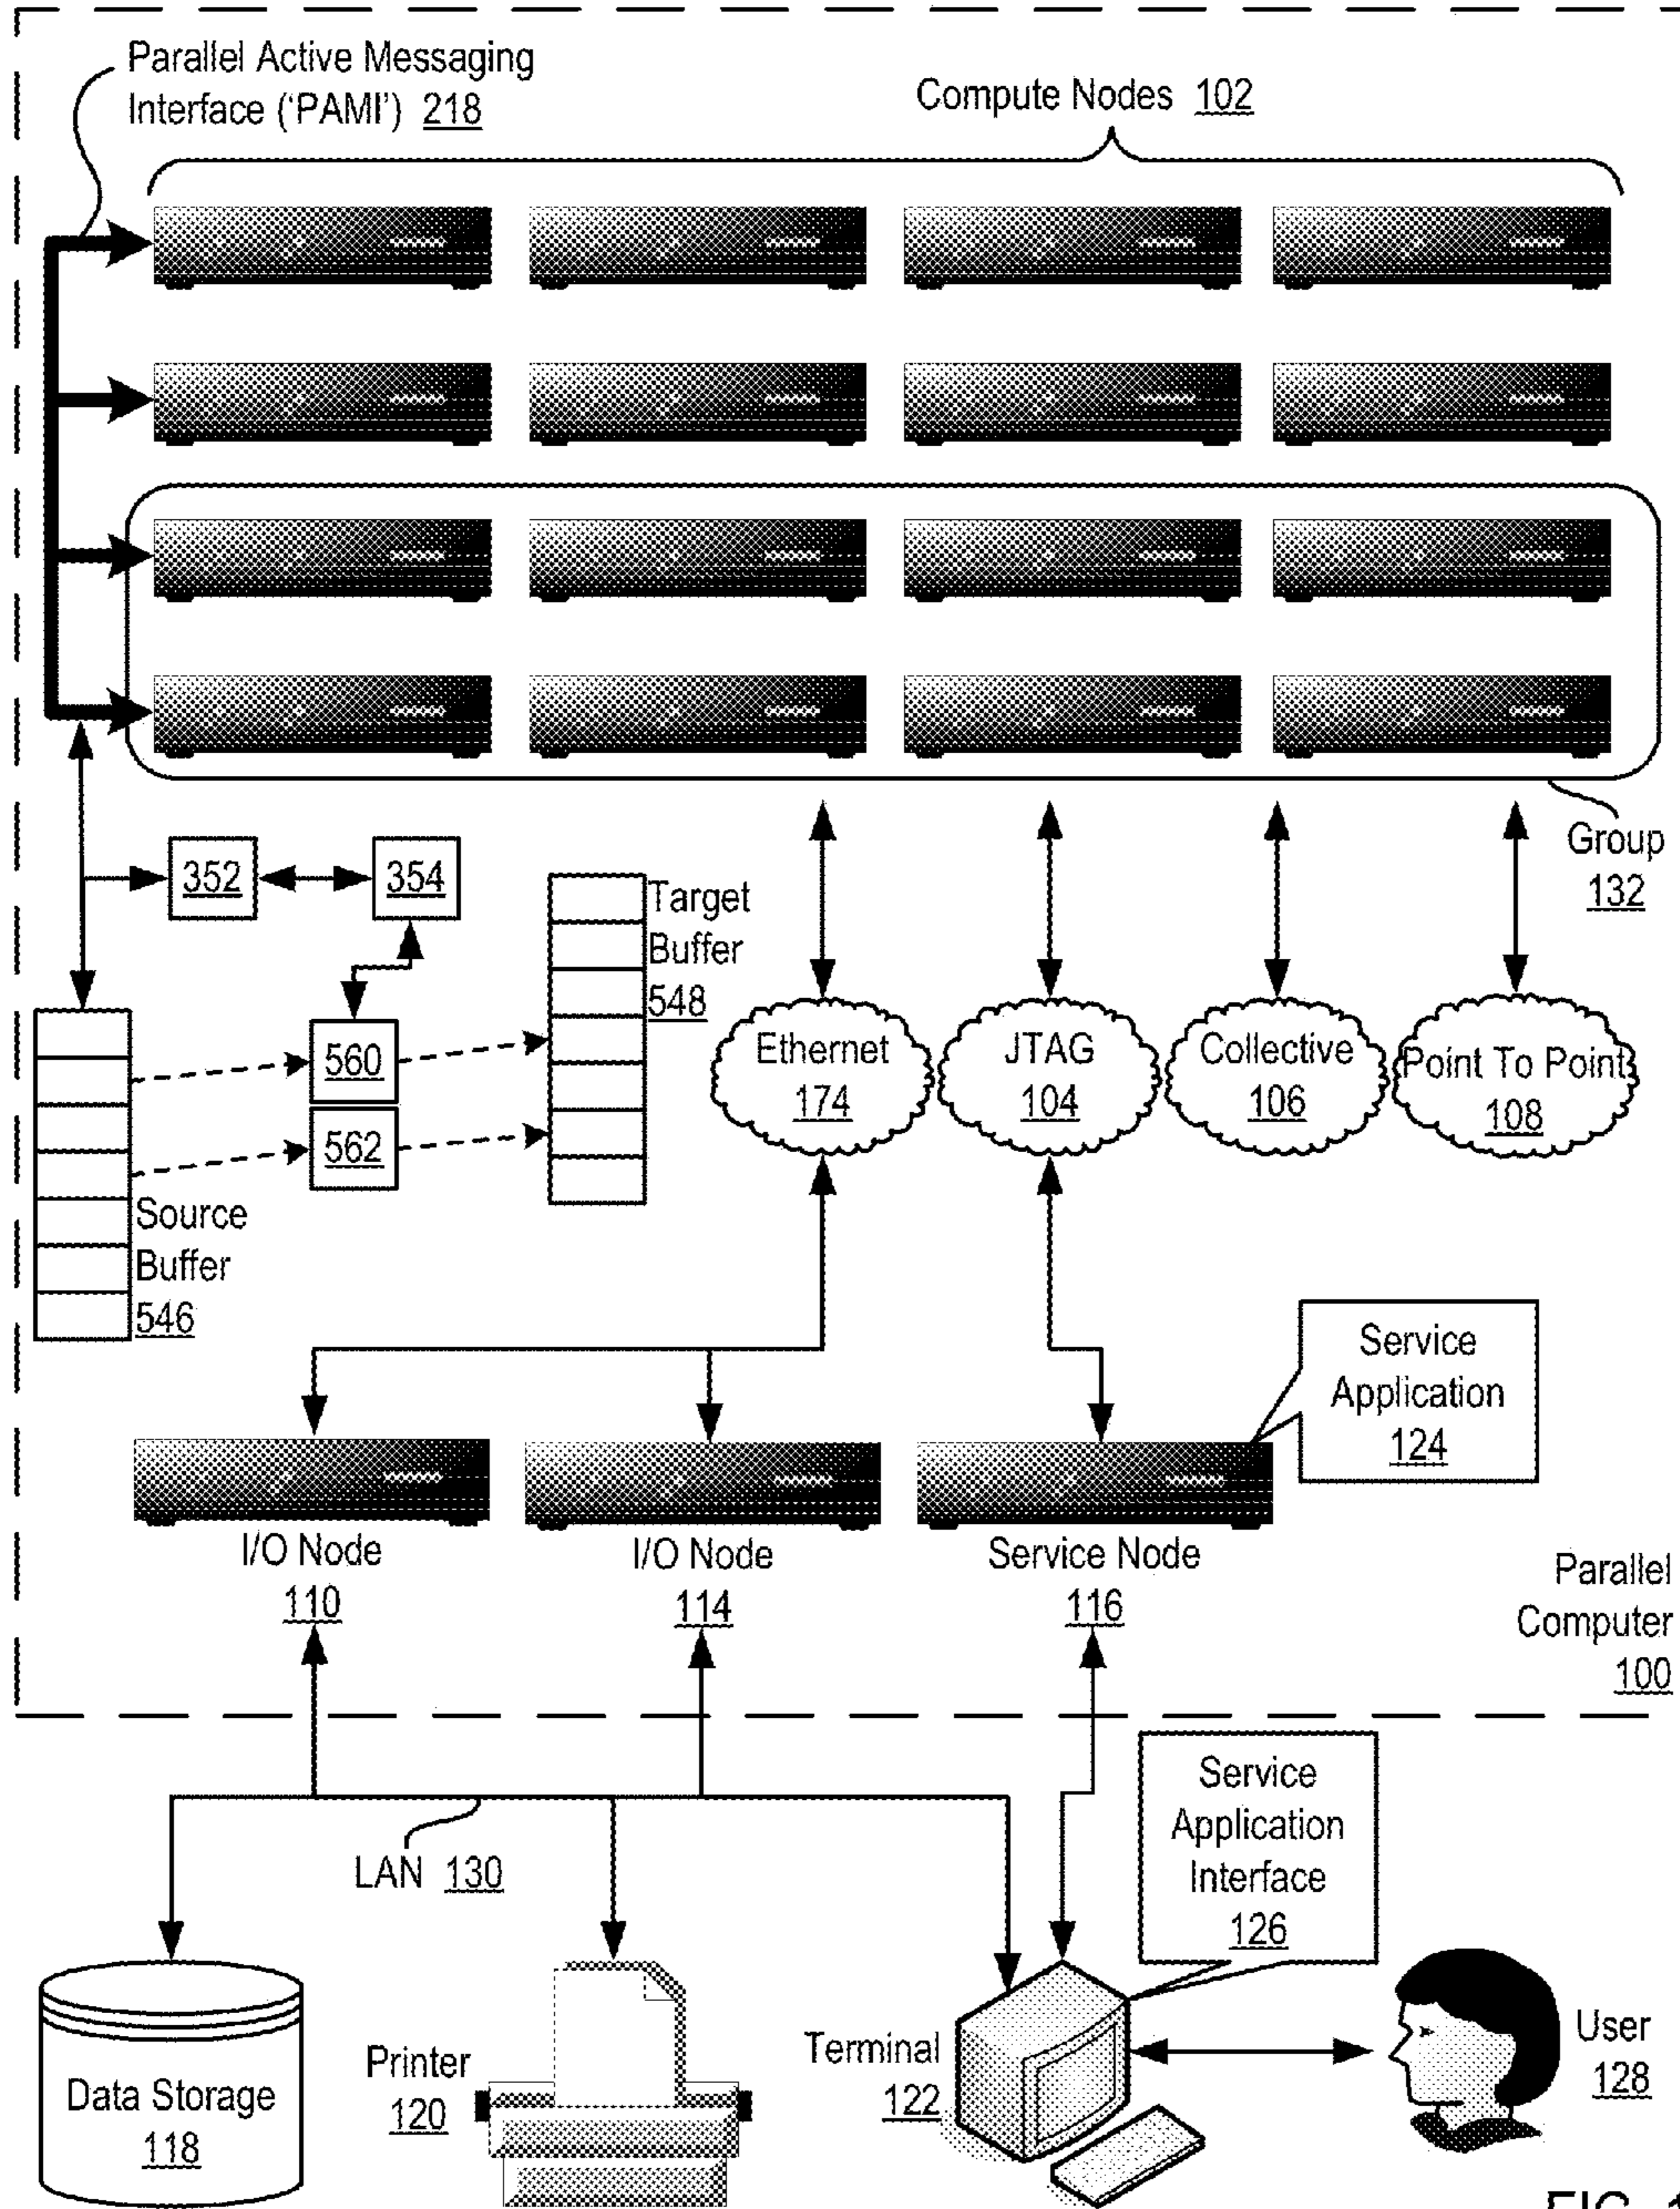 Parallel Active Messaging
Interface ('PAMI') 218
Compute Nodes 102
Group
132
352
354
Target
Buffer
548
560
562
Source
Buffer
546
Ethernet
174
JTAG
104
Collective
106
Point To Point
108
Service
Application
124
I/O Node
110
I/O Node
114
Service Node
116
Parallel
Computer
100
LAN 130
Service
Application
Interface
126
Data Storage
118
Printer
120
Terminal
122
User
128
FIG. 1